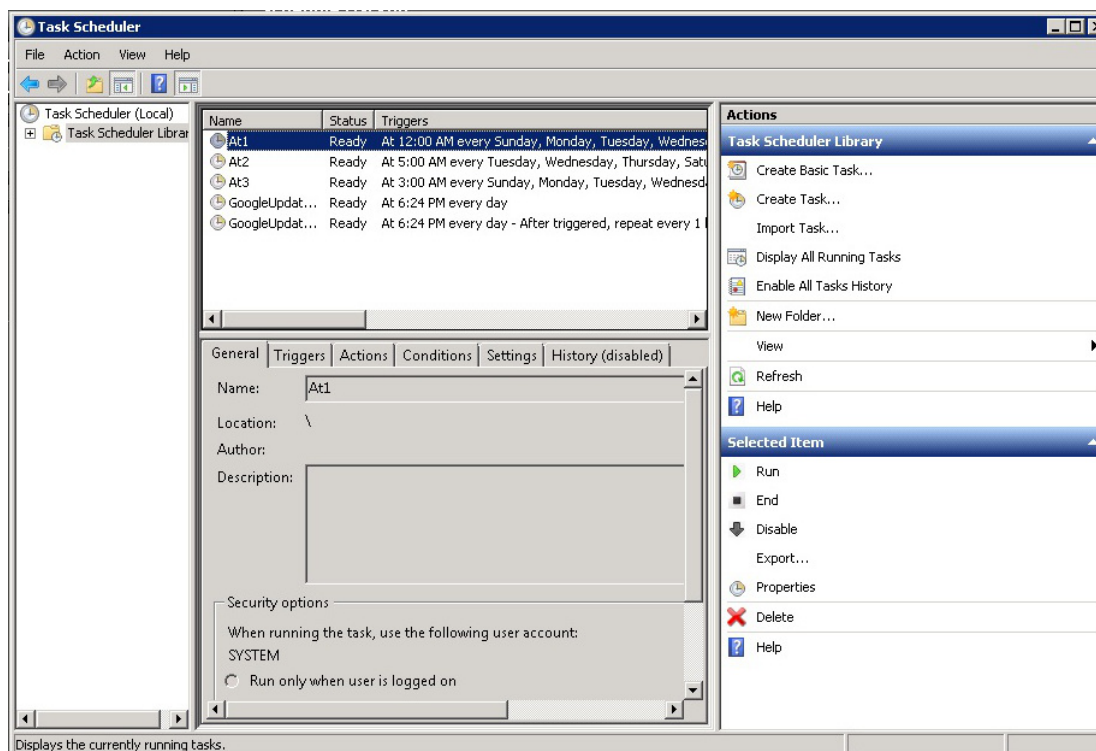 Task Scheduler
File Action View Help
Task Scheduler (Local)
Task Scheduler Librar
Name Status Triggers
At1 Ready At 12:00 AM every Sunday, Monday, Tuesday, Wednes
At2 Ready At 5:00 AM every Tuesday, Wednesday, Thursday, Satu
At3 Ready At 3:00 AM every Sunday, Monday, Tuesday, Wednesd
GoogleUpdat... Ready At 6:24 PM every day
GoogleUpdat... Ready At 6:24 PM every day - After triggered, repeat every 1
General Triggers Actions Conditions Settings History (disabled)
Name: At1
Location: \
Author:
Description:
Security options
When running the task, use the following user account:
SYSTEM
Run only when user is logged on
Actions
Task Scheduler Library
Create Basic Task...
Create Task...
Import Task...
Display All Running Tasks
Enable All Tasks History
New Folder...
View
Refresh
Help
Selected Item
Run
End
Disable
Export...
Properties
Delete
Help
Displays the currently running tasks.